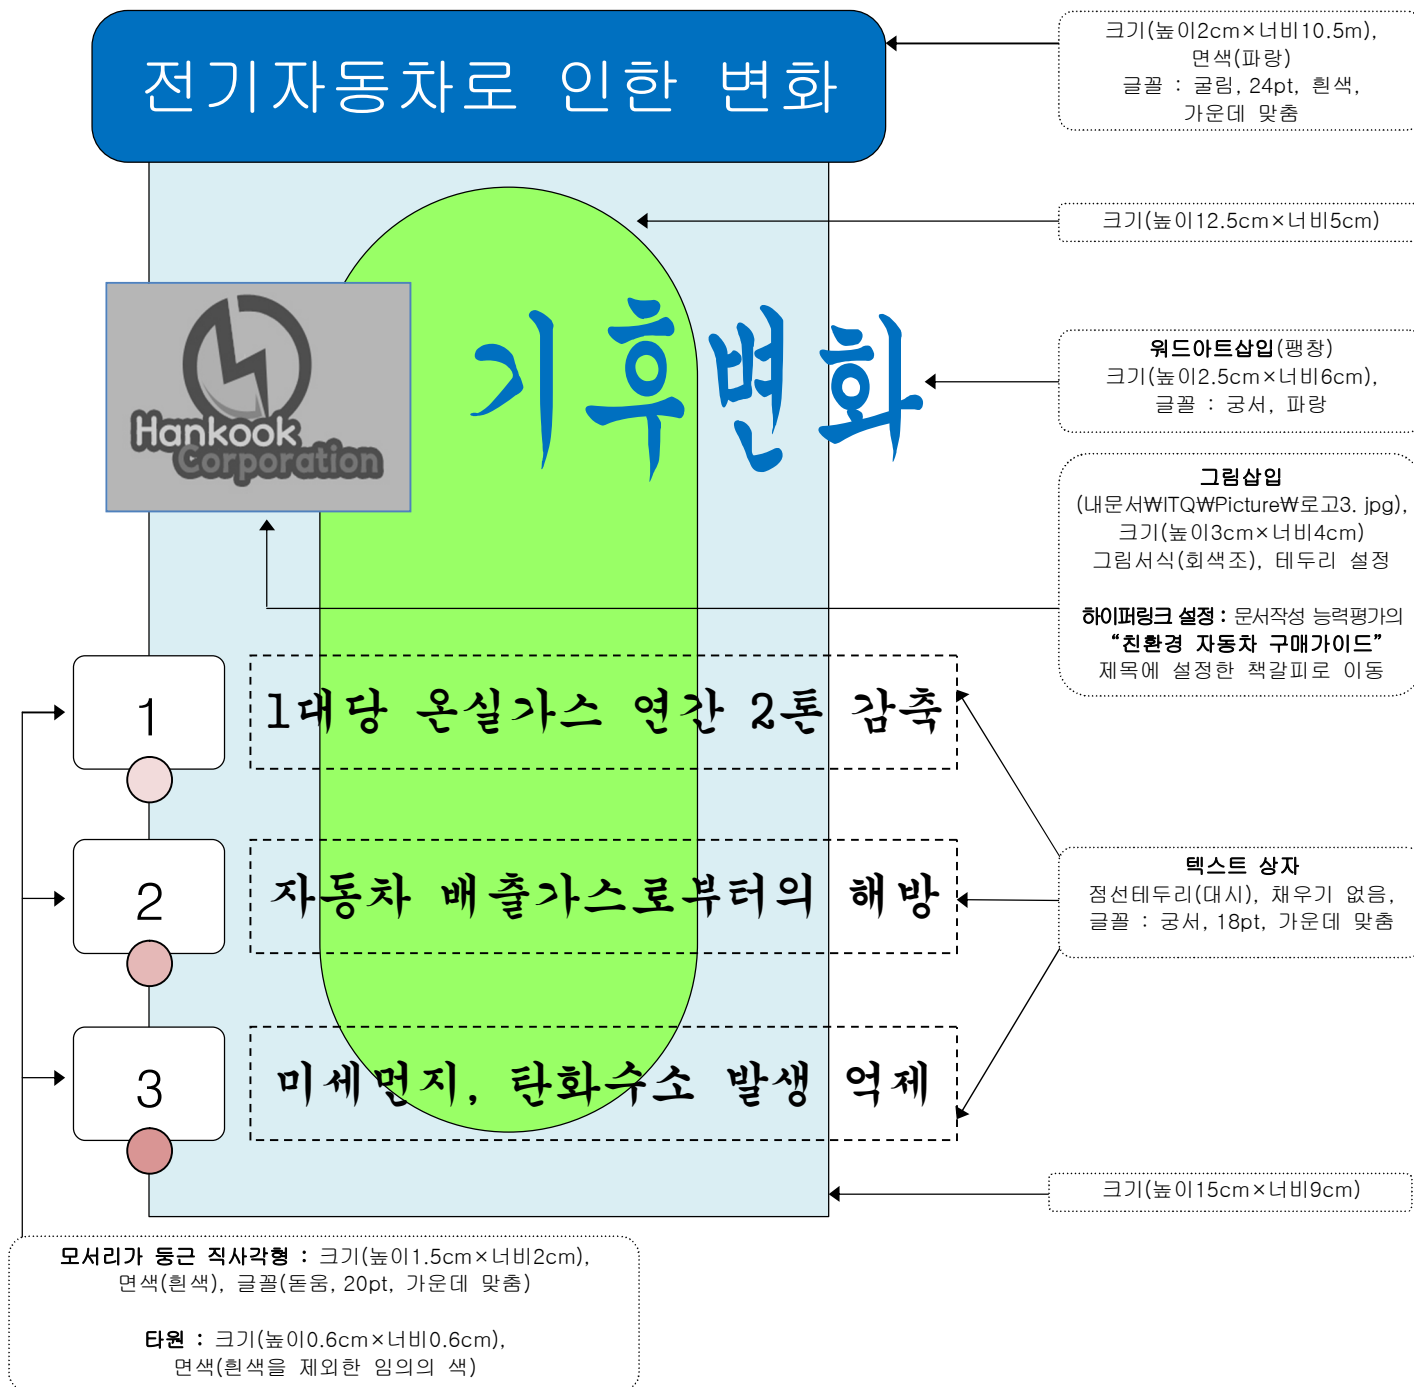 전기자동차로 인한 변화
크기(높이2cm×너비10.5m),
면색(파랑)
글꼴 : 굴림, 24pt, 흰색,
가운데 맞춤
크기(높이12.5cm×너비5cm)
Hankook
Corporation
기후변화
워드아트삽입(팽창)
크기(높이2.5cm×너비6cm),
글꼴 : 궁서, 파랑
그림삽입
(내문서₩ITQ₩Picture₩로고3. jpg),
크기(높이3cm×너비4cm)
그림서식(회색조), 테두리 설정
하이퍼링크 설정 : 문서작성 능력평가의
“친환경 자동차 구매가이드”
제목에 설정한 책갈피로 이동
1
1대당 온실가스 연간 2톤 감축
2
자동차 배출가스로부터의 해방
텍스트 상자
점선테두리(대시), 채우기 없음,
글꼴 : 궁서, 18pt, 가운데 맞춤
3
미세먼지, 탄화수소 발생 억제
크기(높이15cm×너비9cm)
모서리가 둥근 직사각형 : 크기(높이1.5cm×너비2cm),
면색(흰색), 글꼴(돋움, 20pt, 가운데 맞춤)
타원 : 크기(높이0.6cm×너비0.6cm),
면색(흰색을 제외한 임의의 색)